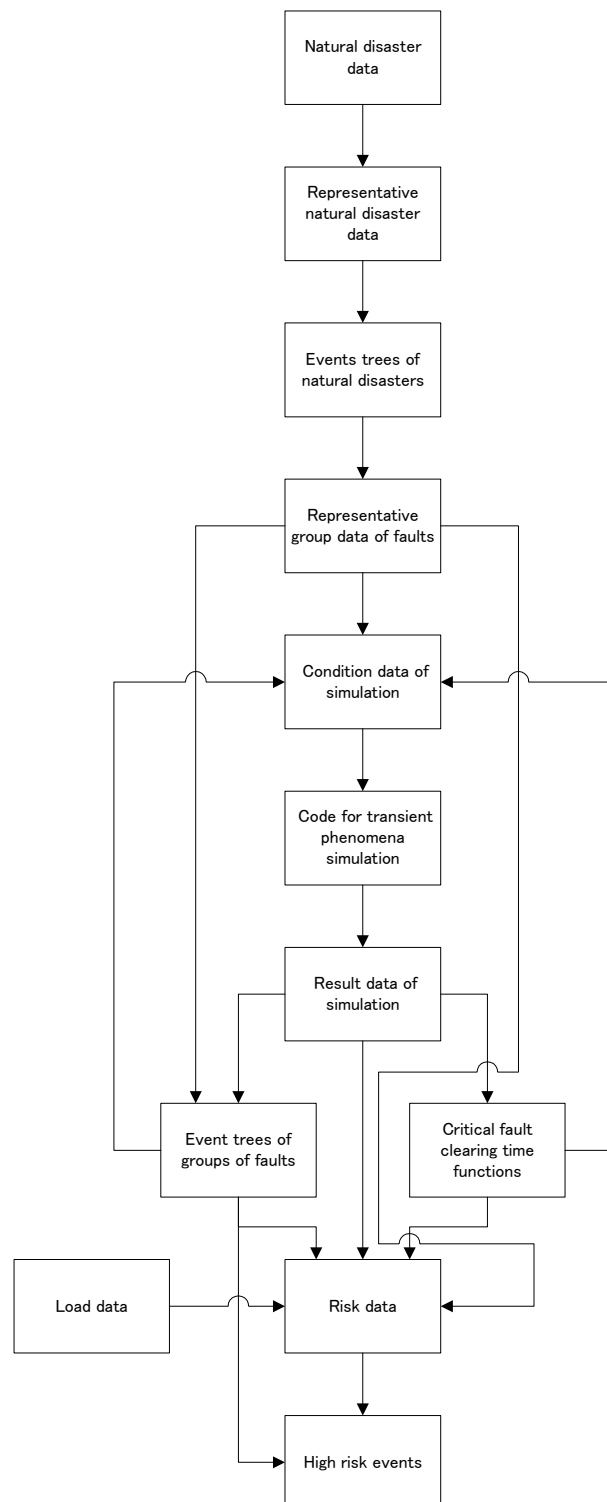 Natural disaster
data
Representative
natural disaster
data
Events trees of
natural disasters
Representative
group data of faults
Condition data of
simulation
Code for transient
phenomena
simulation
Result data of
simulation
Event trees of
groups of faults
Critical fault
clearing time
functions
Load data
Risk data
High risk events